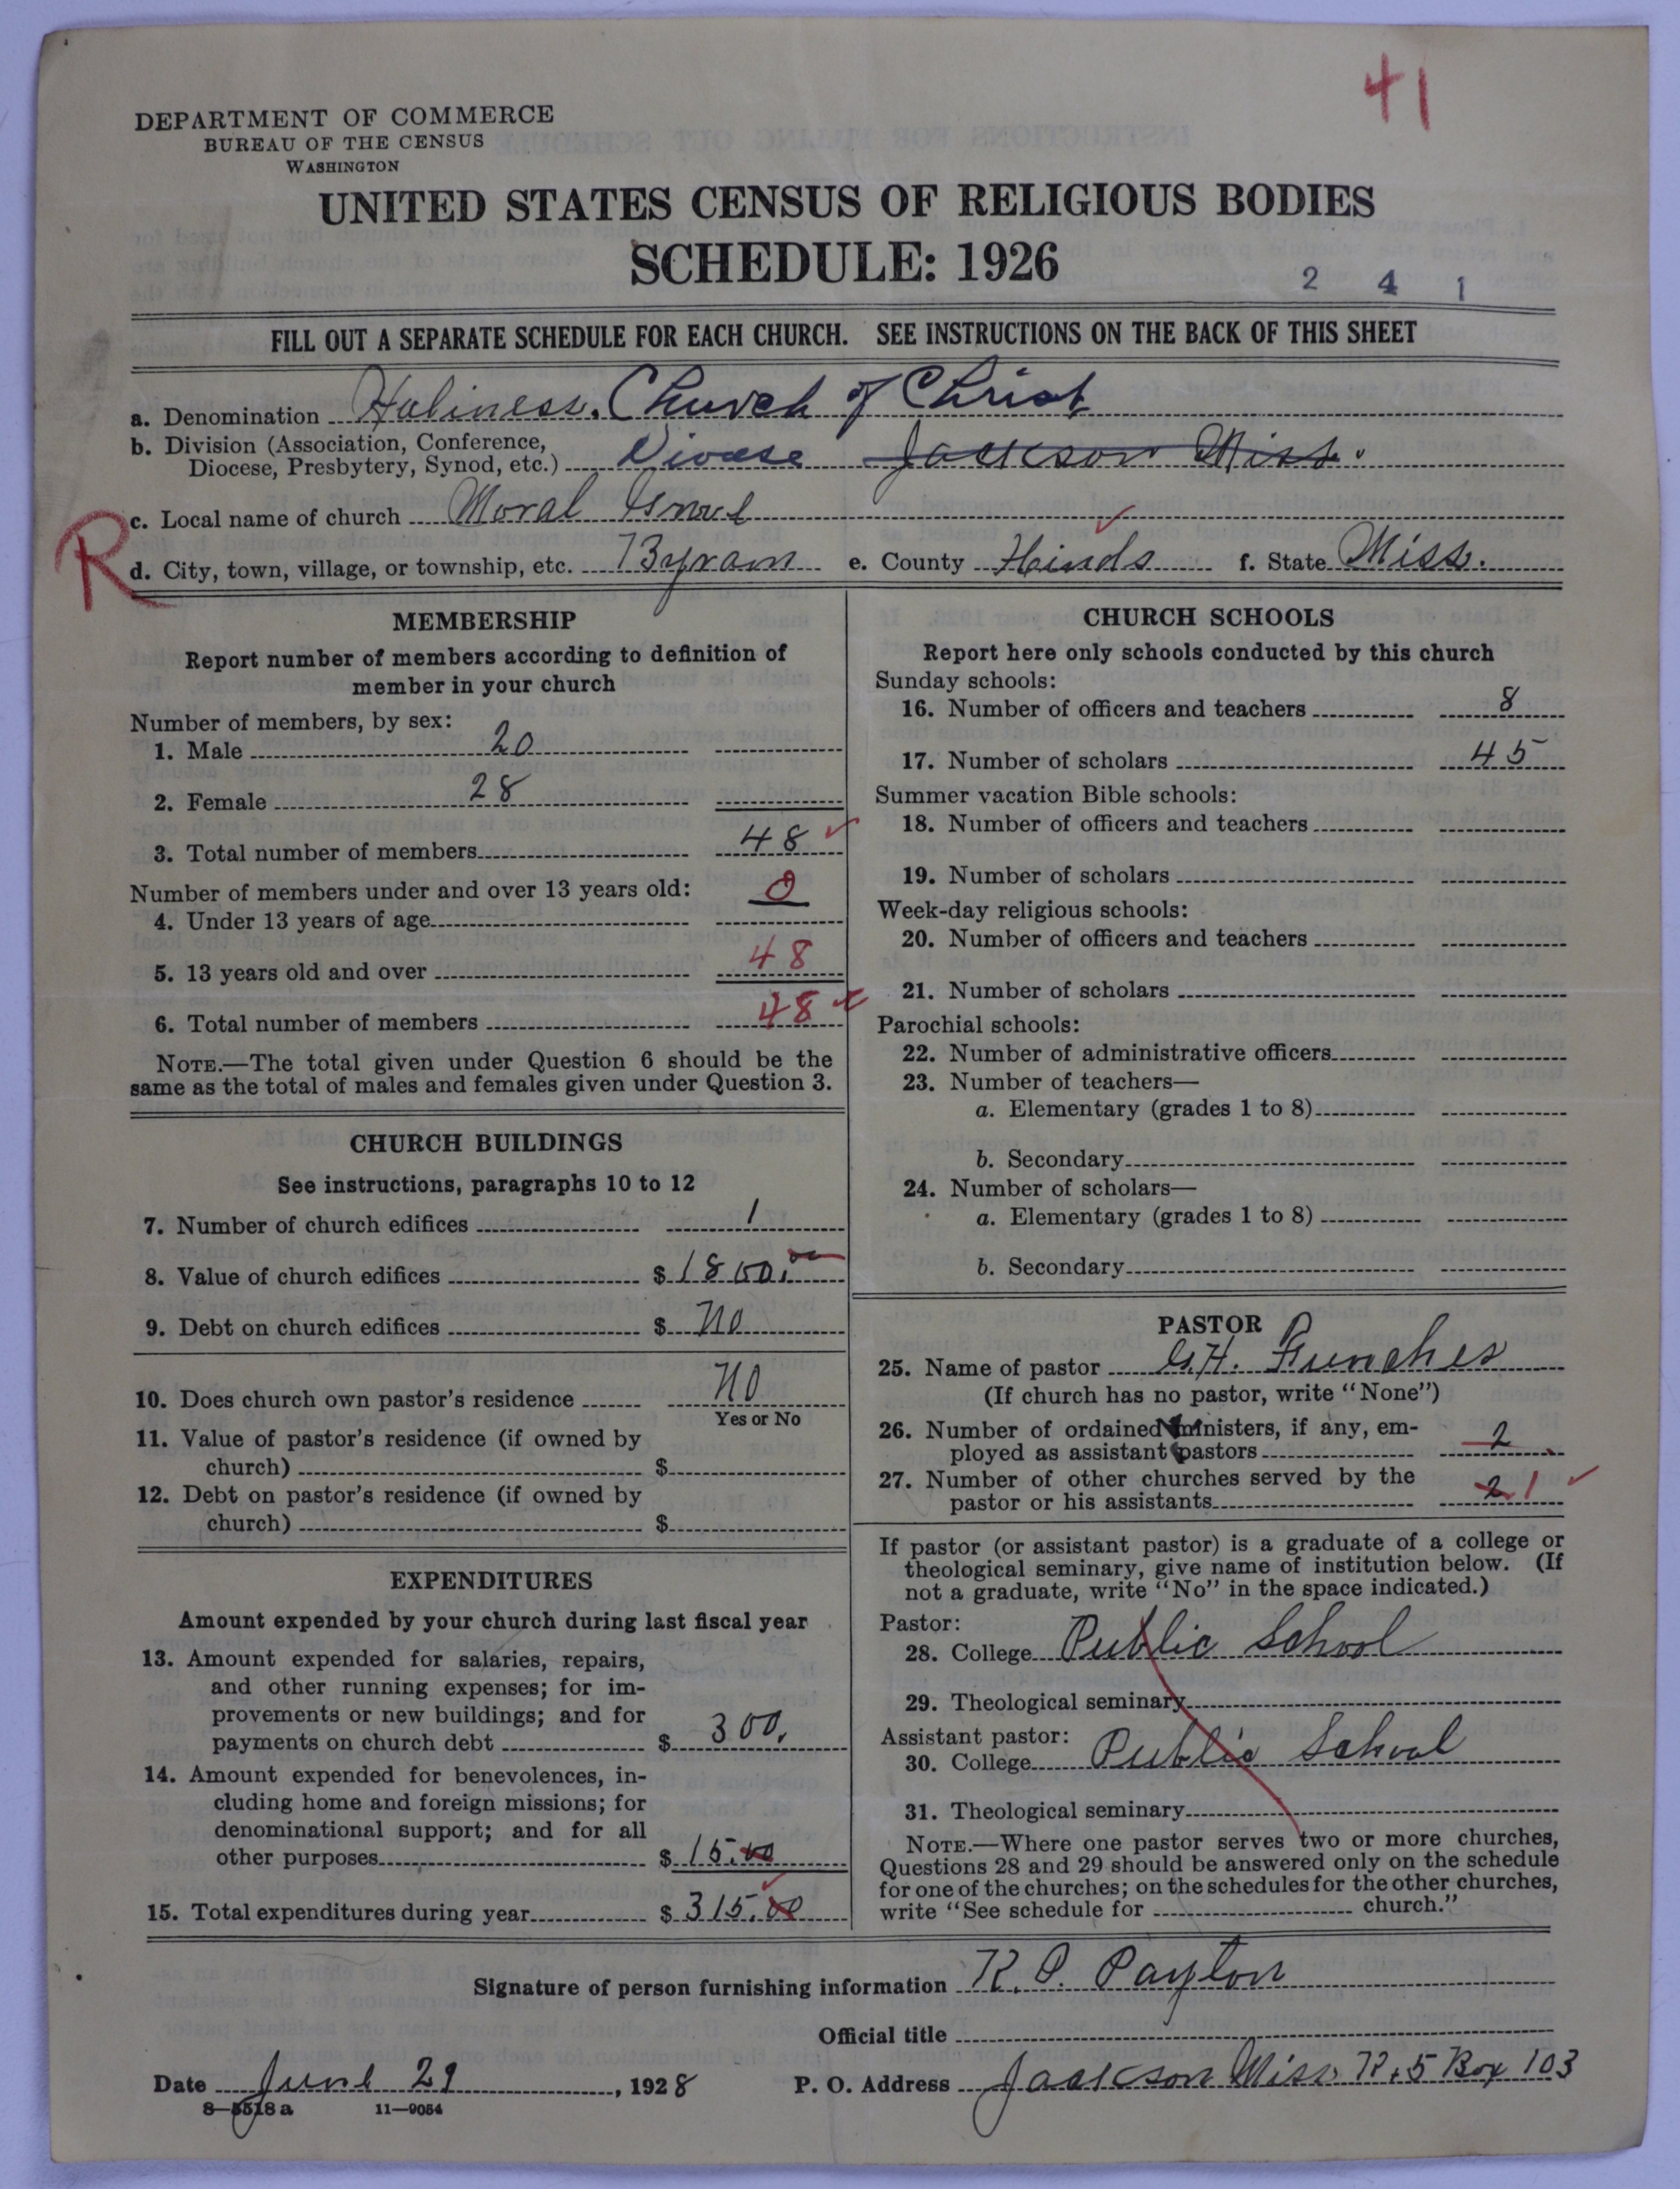 41
DEPARTMENT OF COMMERCE
BUREAU OF THE CENSUS
WASHINGTON
UNITED STATES CENSUS OF RELIGIOUS BODIES
SCHEDULE: 1926
2 4 1
FILL OUT A SEPARATE SCHEDULE FOR EACH CHURCH. SEE INSTRUCTIONS ON THE BACK OF THIS SHEET
a. Denomination Holiness. Church of Christ
b. Division (Association, Conference,
Diocese, Presbytery, Synod, etc.) Diocese Jackson Miss.
c. Local name of church Moral
R
d. City, town, village, or township, etc. Byram e. County Hinds f. State Miss.
MEMBERSHIP
Report number of members according to definition of
member in your church
Number of members, by sex:
1. Male 20
2. Female 28
3. Total number of members 48
Number of members under and over 13 years old:
4. Under 13 years of age 0
5. 13 years old and over 48
6. Total number of members 48
NOTE.—The total given under Question 6 should be the
same as the total of males and females given under Question 3.
CHURCH BUILDINGS
See instructions, paragraphs 10 to 12
7. Number of church edifices 1
8. Value of church edifices $ 1800.00
9. Debt on church edifices $ no
10. Does church own pastor's residence no
Yes or No
11. Value of pastor's residence (if owned by
church) $
12. Debt on pastor's residence (if owned by
church) $
EXPENDITURES
Amount expended by your church during last fiscal year
13. Amount expended for salaries, repairs,
and other running expenses; for im-
provements or new buildings; and for
payments on church debt $ 300.
14. Amount expended for benevolences, in-
cluding home and foreign missions; for
denominational support; and for all
other purposes $ 15.00
15. Total expenditures during year $ 315.00
CHURCH SCHOOLS
Report here only schools conducted by this church
Sunday schools:
16. Number of officers and teachers 8
17. Number of scholars 45
Summer vacation Bible schools:
18. Number of officers and teachers
19. Number of scholars
Week-day religious schools:
20. Number of officers and teachers
21. Number of scholars
Parochial schools:
22. Number of administrative officers
23. Number of teachers—
a. Elementary (grades 1 to 8)
b. Secondary
24. Number of scholars—
a. Elementary (grades 1 to 8)
b. Secondary
PASTOR
25. Name of pastor G.H. Funches
(If church has no pastor, write "None")
26. Number of ordained ministers, if any, em-
ployed as assistant pastors 2
27. Number of other churches served by the
pastor or his assistants 2 1
If pastor (or assistant pastor) is a graduate of a college or
theological seminary, give name of institution below. (If
not a graduate, write "No" in the space indicated.)
Pastor:
28. College Public School
29. Theological seminary
Assistant pastor:
30. College Public School
31. Theological seminary
NOTE.—Where one pastor serves two or more churches,
Questions 28 and 29 should be answered only on the schedule
for one of the churches; on the schedules for the other churches,
write "See schedule for church."
Signature of person furnishing information R. P. Payton
Official title
Date June 29, 1928 P. O. Address Jackson Miss. R. 5 Box 103
8—5518 a 11—9054